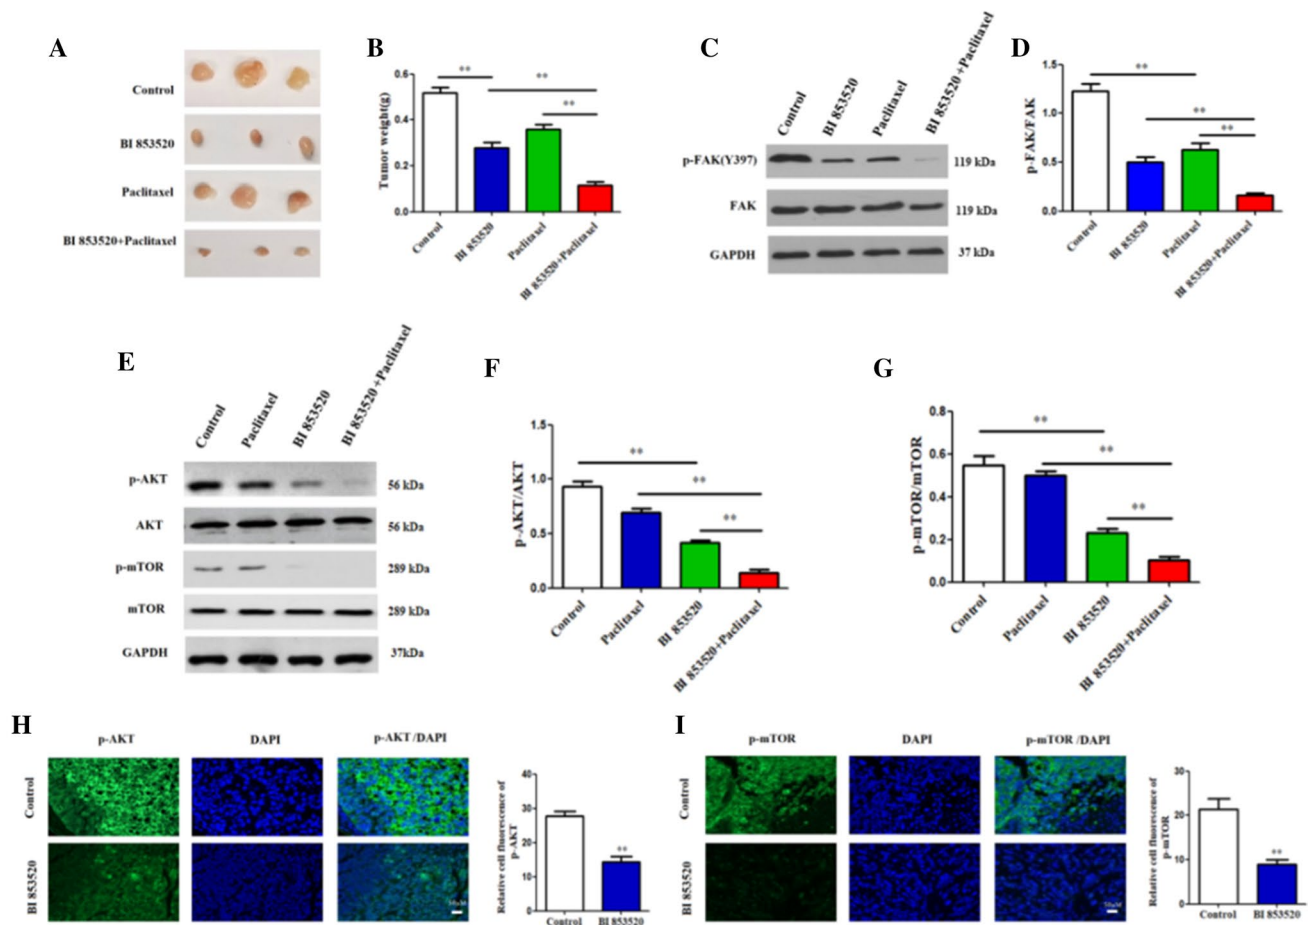 A
Control
BI 853520
Paclitaxel
BI 853520+Paclitaxel
B
Tumor weight(g)
0.6
0.4
0.2
0.0
**
**
**
Control
BI 853520
Paclitaxel
BI 853520+Paclitaxel
C
Control
BI 853520
Paclitaxel
BI 853520+Paclitaxel
p-FAK(Y397)
119 kDa
FAK
119 kDa
GAPDH
37 kDa
D
p-FAK/FAK
1.5
1.0
0.5
0.0
**
**
**
Control
BI 853520
Paclitaxel
BI 853520+Paclitaxel
E
Control
Paclitaxel
BI 853520
BI 853520 +Paclitaxel
p-AKT
56 kDa
AKT
56 kDa
p-mTOR
289 kDa
mTOR
289 kDa
GAPDH
37kDa
F
p-AKT/AKT
1.5
1.0
0.5
0.0
**
**
**
Control
Paclitaxel
BI 853520
BI 853520+Paclitaxel
G
p-mTOR/mTOR
0.8
0.6
0.4
0.2
0.0
**
**
**
Control
Paclitaxel
BI 853520
BI 853520+Paclitaxel
H
p-AKT
DAPI
p-AKT /DAPI
Control
BI 853520
Relative cell fluorescence of
p-AKT
40
30
20
10
0
**
Control
BI 853520
I
p-mTOR
DAPI
p-mTOR /DAPI
Control
BI 853520
Relative cell fluorescence of
p-mTOR
30
20
10
0
**
Control
BI 853520